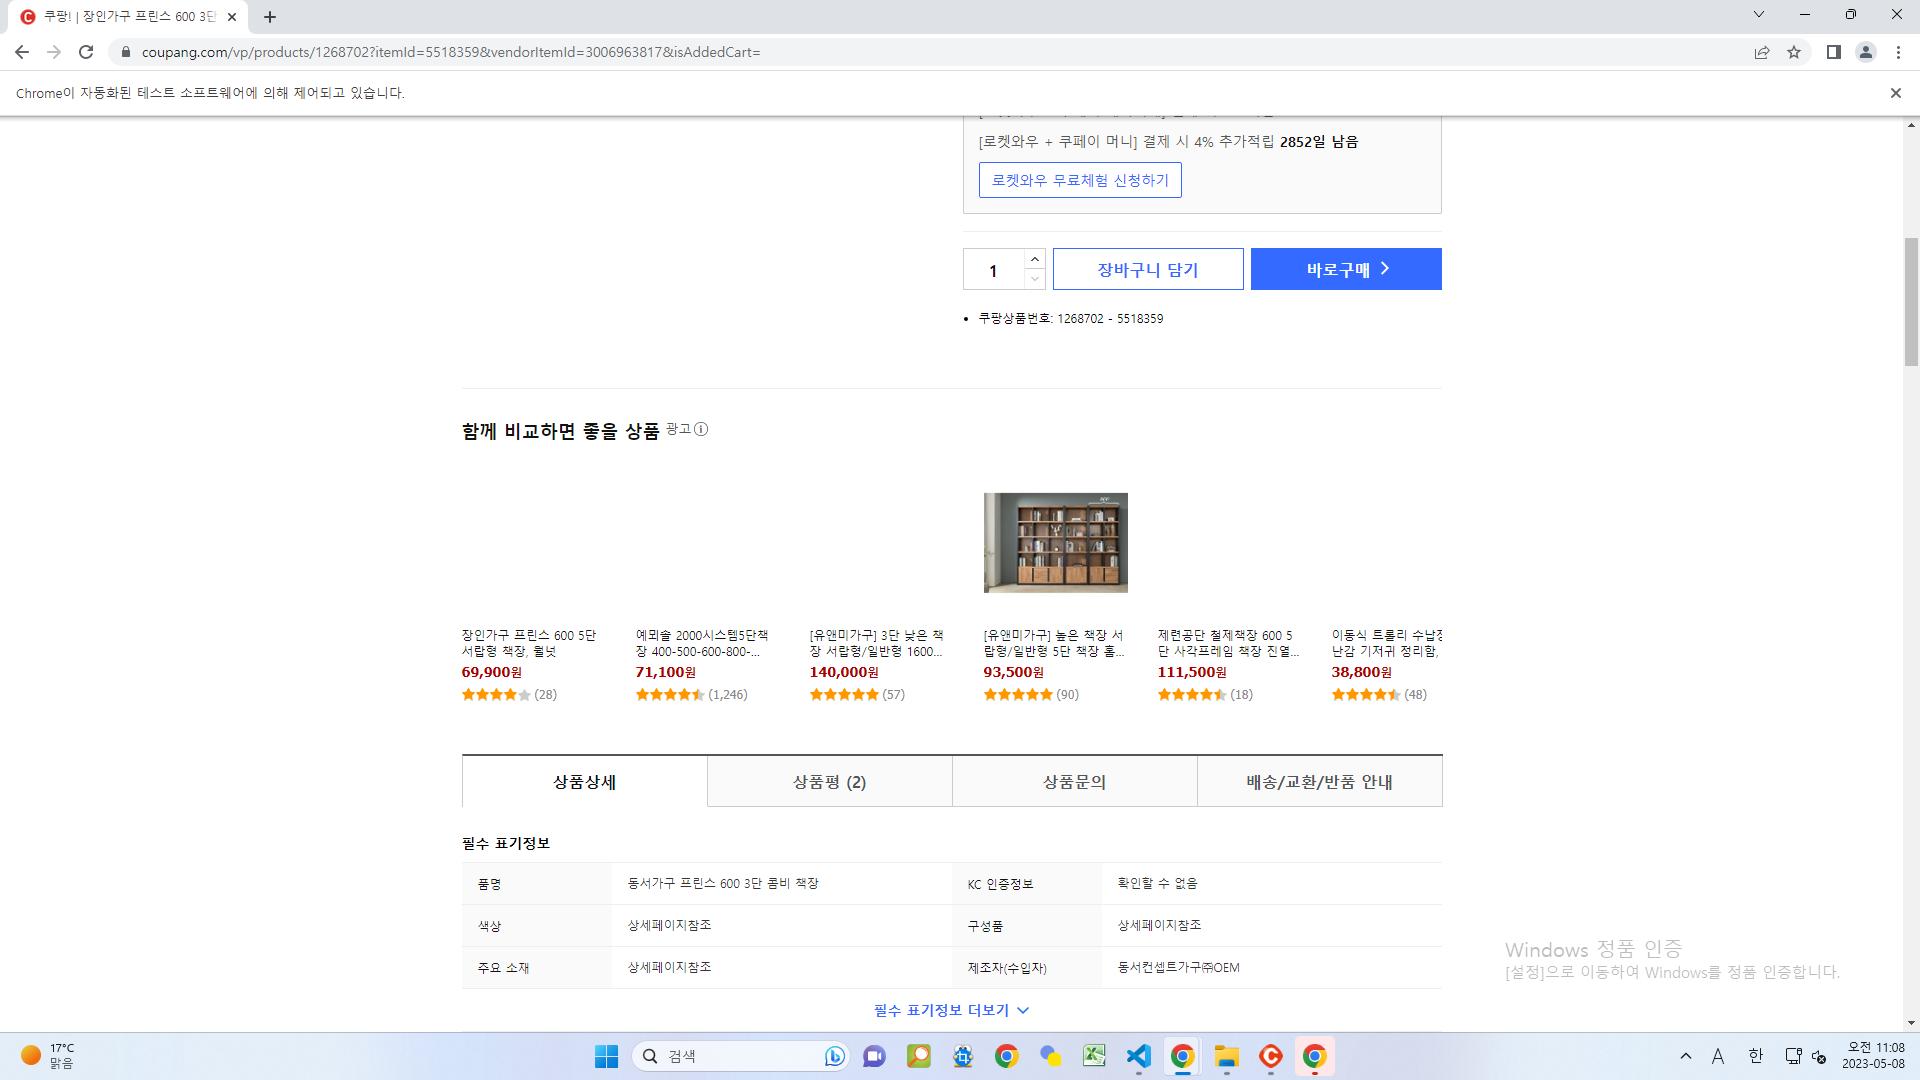 쿠팡! | 장인가구 프린스 600 3단
coupang.com/vp/products/1268702?itemId=5518359&vendorItemId=3006963817&isAddedCart=
Chrome이 자동화된 테스트 소프트웨어에 의해 제어되고 있습니다.
[로켓와우 + 쿠페이 머니] 결제 시 4% 추가적립 2852일 남음
로켓와우 무료체험 신청하기
1
장바구니 담기
바로구매
• 쿠팡상품번호: 1268702 - 5518359
함께 비교하면 좋을 상품 광고
장인가구 프린스 600 5단
서랍형 책장, 월넛
69,900원
(28)
예뫼솔 2000시스템5단책
장 400-500-600-800-...
71,100원
(1,246)
[유앤미가구] 3단 낮은 책
장 서랍형/일반형 1600...
140,000원
(57)
[유앤미가구] 높은 책장 서
랍형/일반형 5단 책장 홈...
93,500원
(90)
제련공단 철제책장 600 5
단 사각프레임 책장 진열...
111,500원
(18)
이동식 트롤리 수납장
난감 기저귀 정리함,
38,800원
(48)
상품상세
상품평 (2)
상품문의
배송/교환/반품 안내
필수 표기정보
품명 동서가구 프린스 600 3단 콤비 책장 KC 인증정보 확인할 수 없음
색상 상세페이지참조 구성품 상세페이지참조
주요 소재 상세페이지참조 제조자(수입자) 동서컨셉트가구㈜OEM
필수 표기정보 더보기
Windows 정품 인증
[설정]으로 이동하여 Windows를 정품 인증합니다.
17°C
맑음
검색
A
한
오전 11:08
2023-05-08